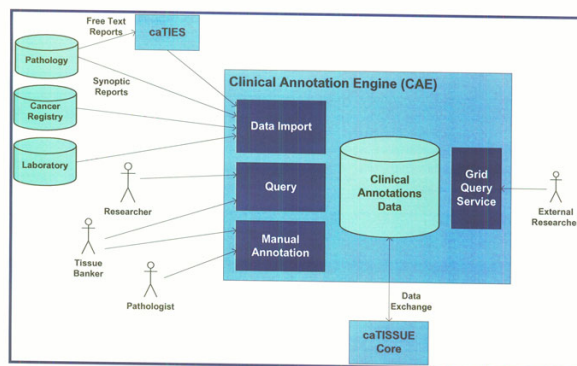 Free Text
Reports
caTIES
Pathology
Synoptic
Reports
Cancer
Registry
Laboratory
Clinical Annotation Engine (CAE)
Data Import
Query
Manual
Annotation
Clinical
Annotations
Data
Grid
Query
Service
Researcher
Tissue
Banker
Pathologist
External
Researcher
Data
Exchange
caTISSUE
Core